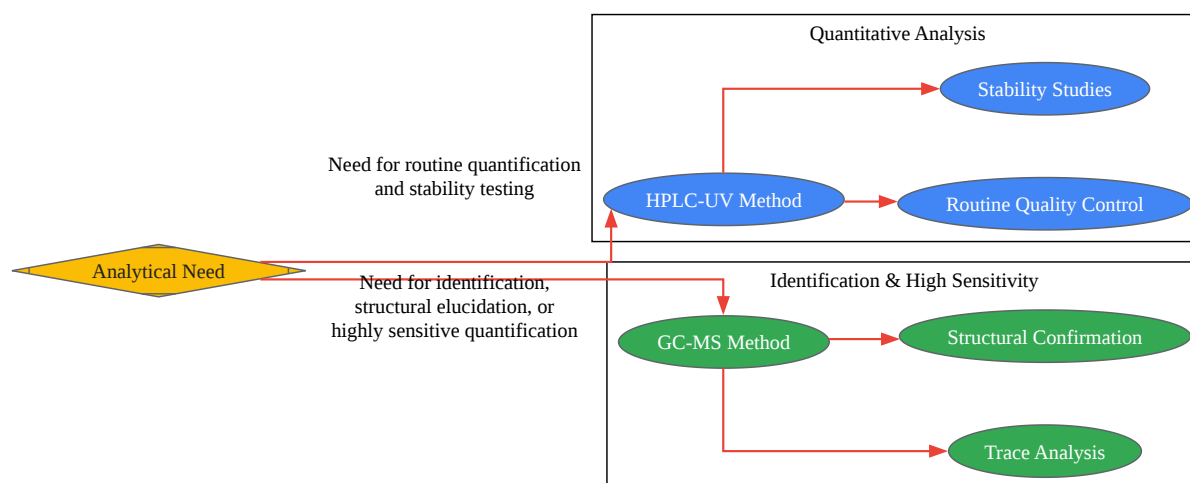 Quantitative Analysis
Stability Studies
Need for routine quantification
and stability testing
HPLC-UV Method
Routine Quality Control
Analytical Need
Need for identification,
structural elucidation, or
highly sensitive quantification
Identification & High Sensitivity
GC-MS Method
Structural Confirmation
Trace Analysis